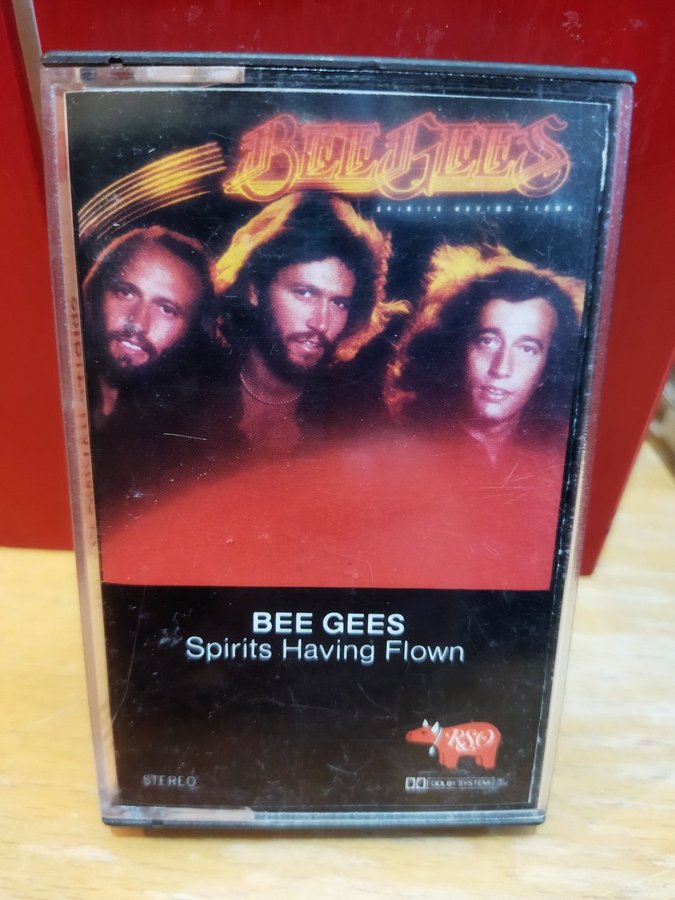 BEE GEES
SPIRITS HAVING FLOWN
BEE GEES
Spirits Having Flown
RSO
STEREO
DOLBY SYSTEM